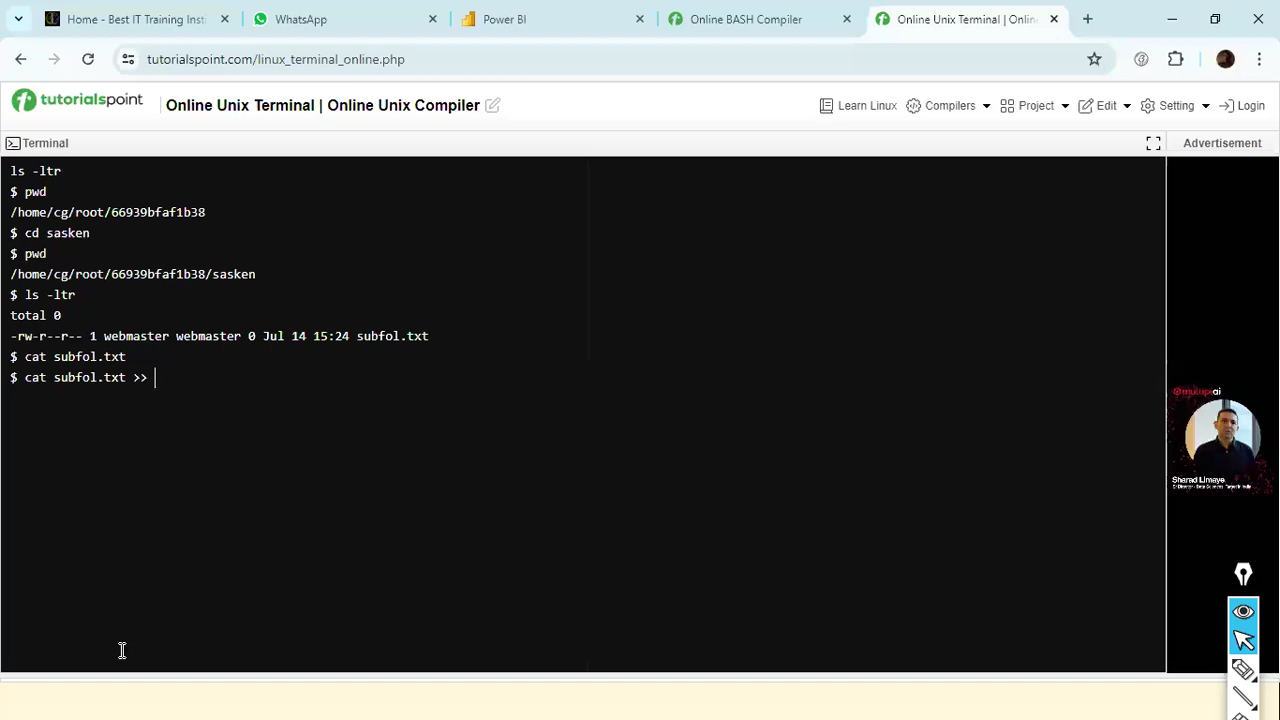 Home - Best IT Training Insti
WhatsApp
Power BI
Online BASH Compiler
Online Unix Terminal | Onlin
tutorialspoint.com/linux_terminal_online.php
tutorialspoint
Online Unix Terminal | Online Unix Compiler
Learn Linux
Compilers
Project
Edit
Setting
Login
Terminal
Advertisement
ls -ltr
$ pwd
/home/cg/root/66939bfaf1b38
$ cd sasken
$ pwd
/home/cg/root/66939bfaf1b38/sasken
$ ls -ltr
total 0
-rw-r--r-- 1 webmaster webmaster 0 Jul 14 15:24 subfol.txt
$ cat subfol.txt
$ cat subfol.txt >>
Sharad Limaye